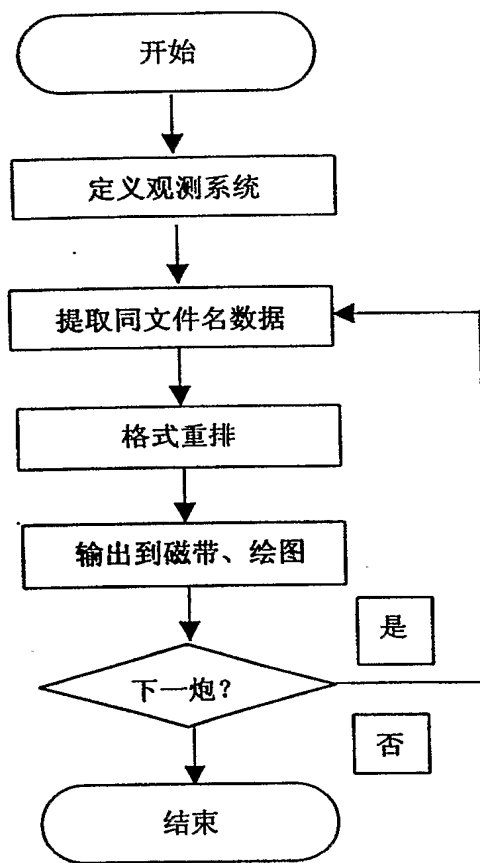 开始
定义观测系统
提取同文件名数据
格式重排
输出到磁带、绘图
是
下一炮?
否
结束